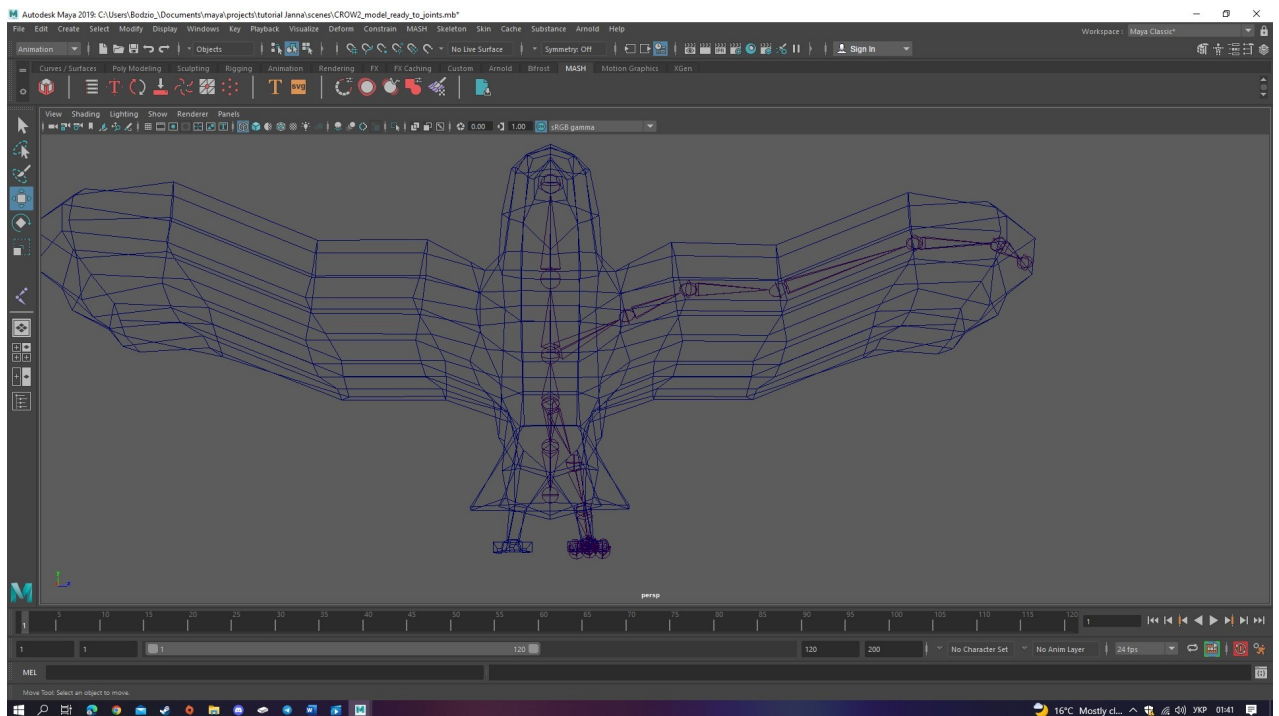 Autodesk Maya 2019: C:\Users\Bodzio_\Documents\maya\projects\tutorial Janna\scenes\CROW2_model_ready_to_joints.mb*
File Edit Create Select Modify Display Windows Key Playback Visualize Deform Constrain MASH Skeleton Skin Cache Substance Arnold Help Workspace : Maya Classic*
Animation Objects No Live Surface Symmetry: Off Sign In
Curves / Surfaces Poly Modeling Sculpting Rigging Animation Rendering FX FX Caching Custom Arnold Bifrost MASH Motion Graphics XGen
T T svg
View Shading Lighting Show Renderer Panels
0.00 1.00 sRGB gamma
y
persp
5 10 15 20 25 30 35 40 45 50 55 60 65 70 75 80 85 90 95 100 105 110 115 120
1 1
1 1 1 120 120 200 No Character Set No Anim Layer 24 fps
MEL
Move Tool: Select an object to move.
16°C Mostly cl... УКР 01:41